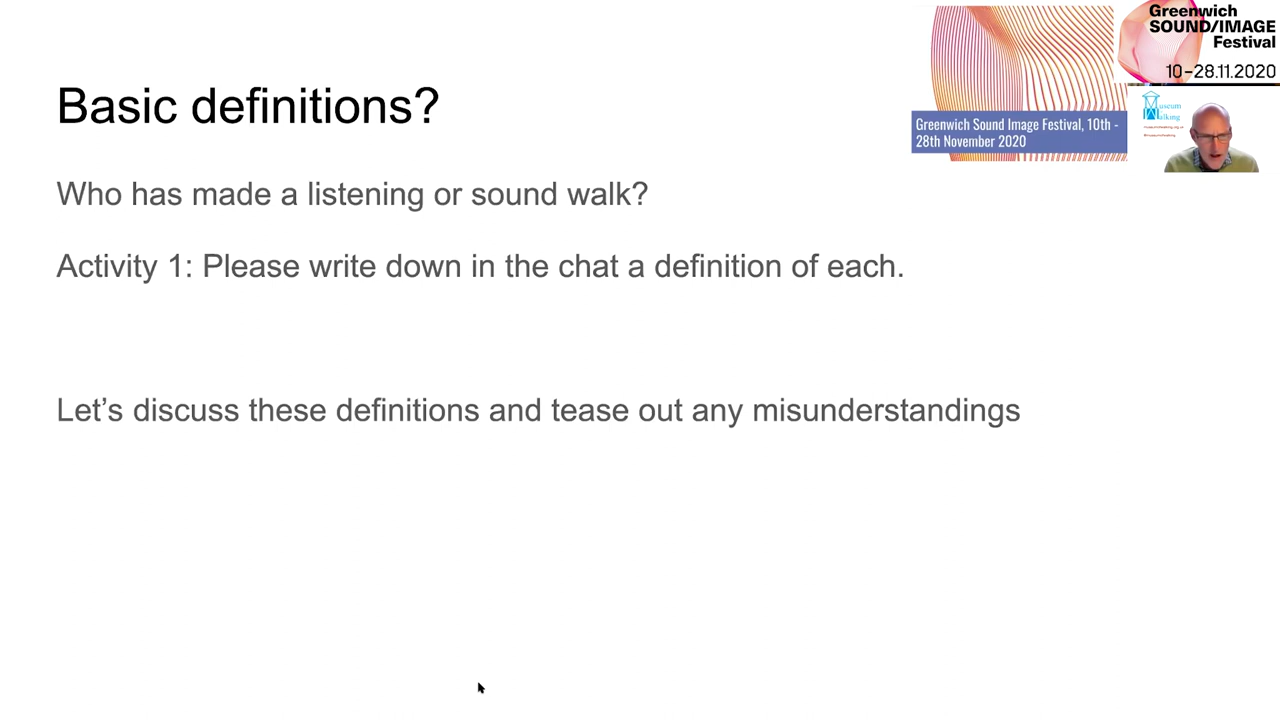 Basic definitions?
Who has made a listening or sound walk?
Activity 1: Please write down in the chat a definition of each.
Let’s discuss these definitions and tease out any misunderstandings
Greenwich Sound Image Festival, 10th -
28th November 2020
Greenwich
SOUND/IMAGE
Festival
10–28.11.2020
Museum
Walking